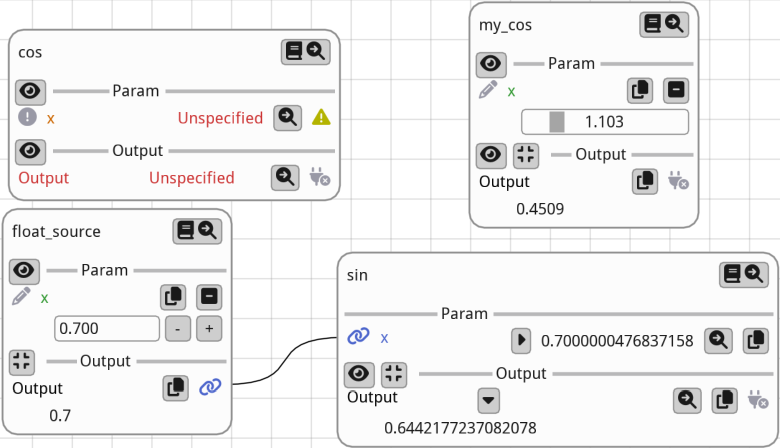 cos
Param
x Unspecified
Output
Output Unspecified
my_cos
Param
x
1.103
Output
Output
0.4509
float_source
Param
x
0.700 - +
Output
Output
0.7
sin
Param
x 0.7000000476837158
Output
Output
0.6442177237082078